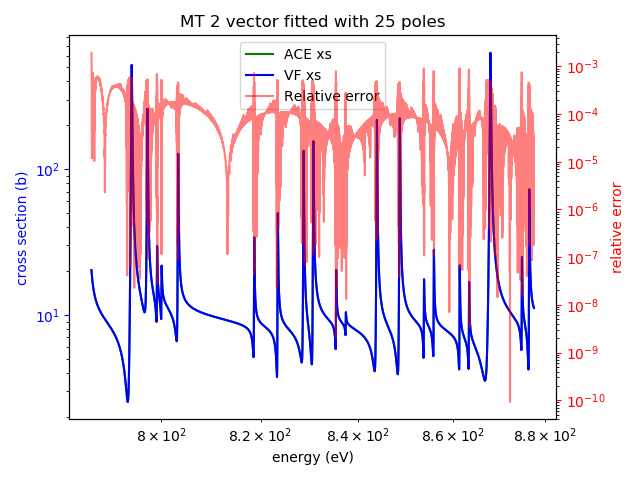 MT 2 vector fitted with 25 poles
ACE xs
VF xs
Relative error
cross section (b)
10²
10¹
relative error
10⁻³
10⁻⁴
10⁻⁵
10⁻⁶
10⁻⁷
10⁻⁸
10⁻⁹
10⁻¹⁰
8 × 10² 8.2 × 10² 8.4 × 10² 8.6 × 10² 8.8 × 10²
energy (eV)